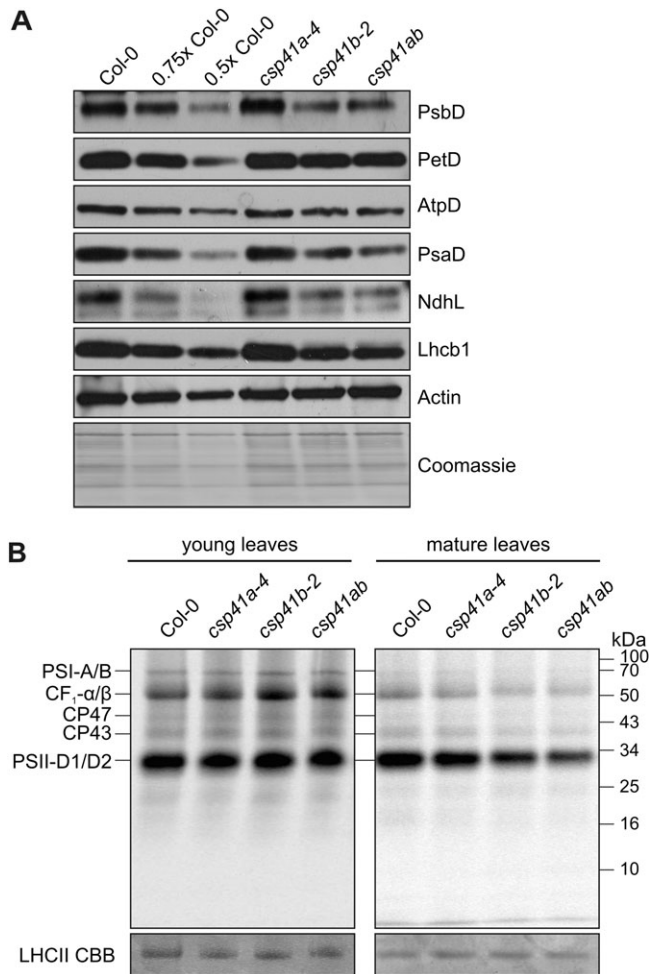 A
Col-0 0.75x Col-0 0.5x Col-0 csp41a-4 csp41b-2 csp41ab
PsbD
PetD
AtpD
PsaD
NdhL
Lhcb1
Actin
Coomassie
B
young leaves mature leaves
Col-0 csp41a-4 csp41b-2 csp41ab Col-0 csp41a-4 csp41b-2 csp41ab
kDa
PSI-A/B
CF₁-α/β
CP47
CP43
PSII-D1/D2
100
70
50
43
34
25
16
10
LHCII CBB